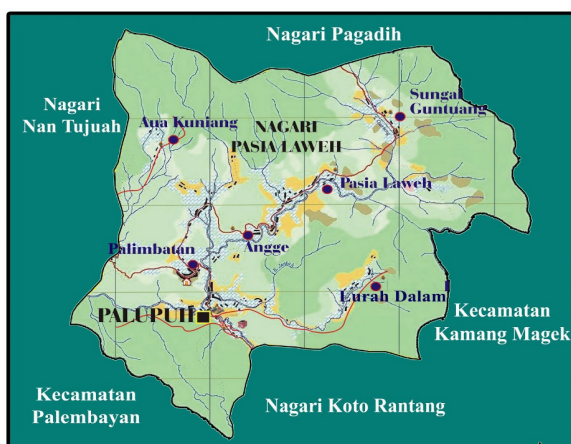 Nagari Pagadih
Nagari
Nan Tujuah
Sungai
Guntuang
Aua Kuniang
NAGARI
PASIA LAWEH
Pasia Laweh
Palimbatan
Angge
Lurah Dalam
PALUPUH
Kecamatan
Kamang Magek
Kecamatan
Palembayan
Nagari Koto Rantang